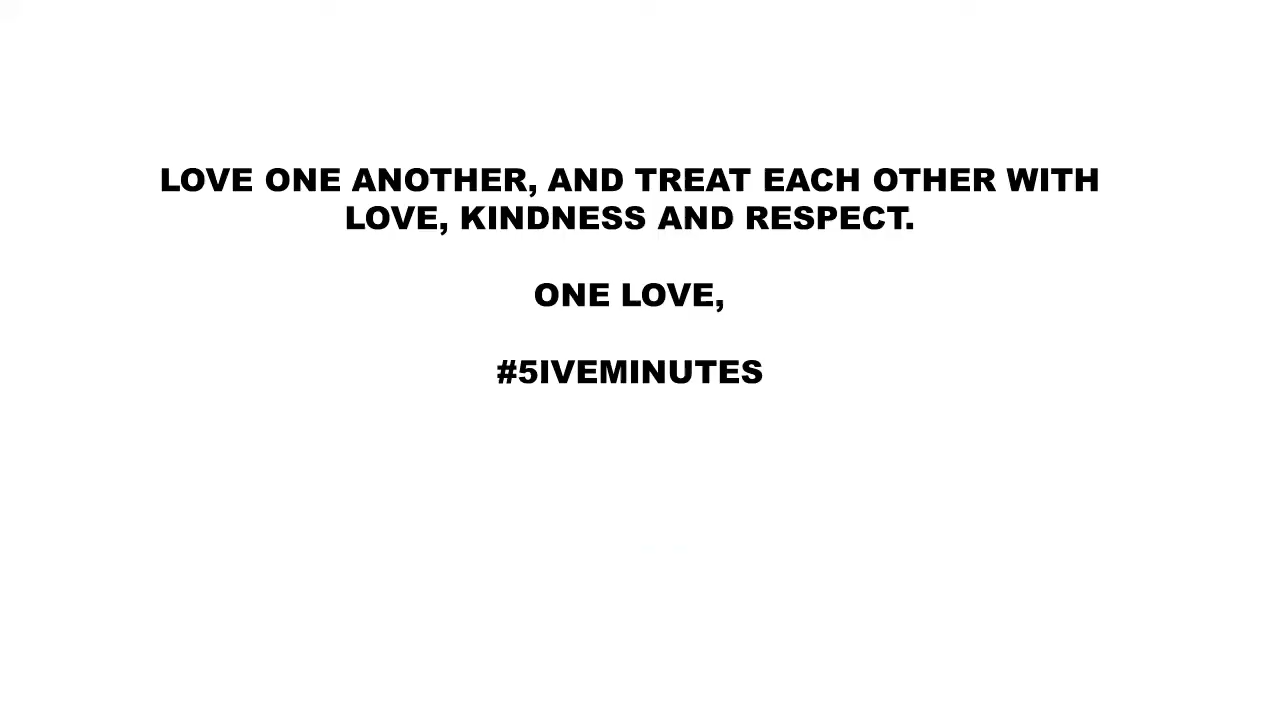 LOVE ONE ANOTHER, AND TREAT EACH OTHER WITH
LOVE, KINDNESS AND RESPECT.
ONE LOVE,
#5IVEMINUTES